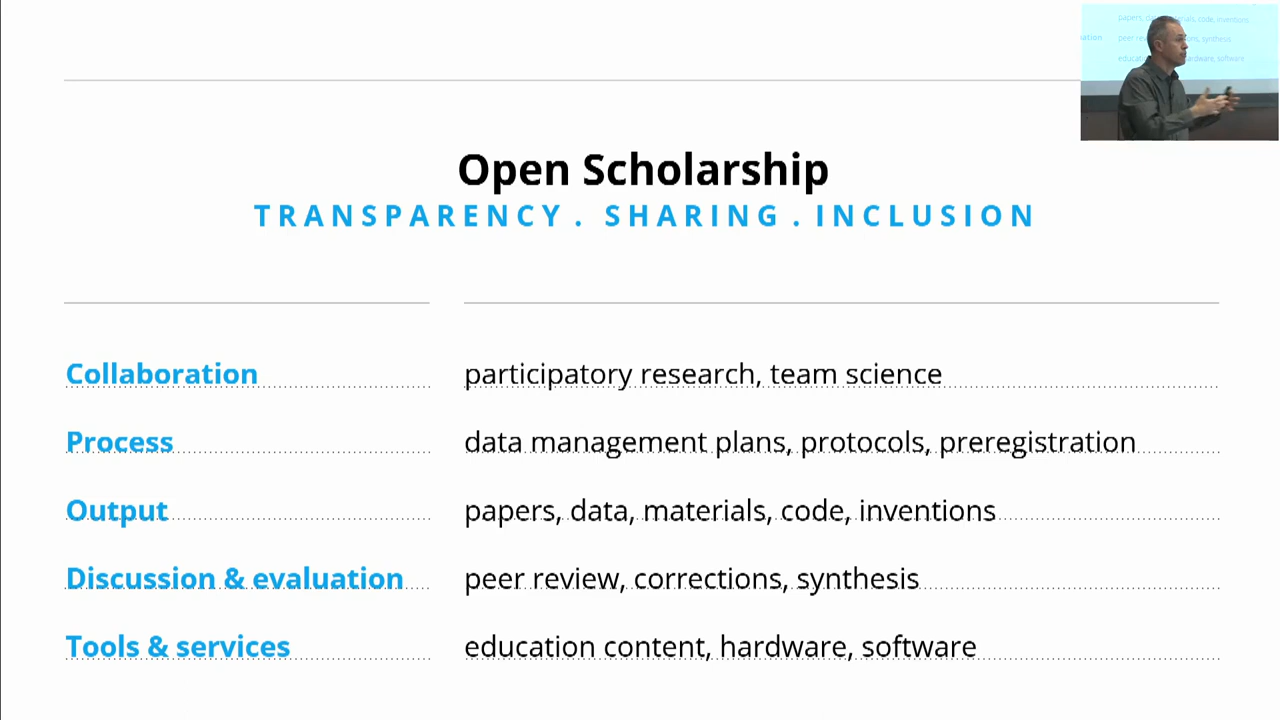 Open Scholarship
TRANSPARENCY . SHARING . INCLUSION
Collaboration participatory research, team science
Process data management plans, protocols, preregistration
Output papers, data, materials, code, inventions
Discussion & evaluation peer review, corrections, synthesis
Tools & services education content, hardware, software